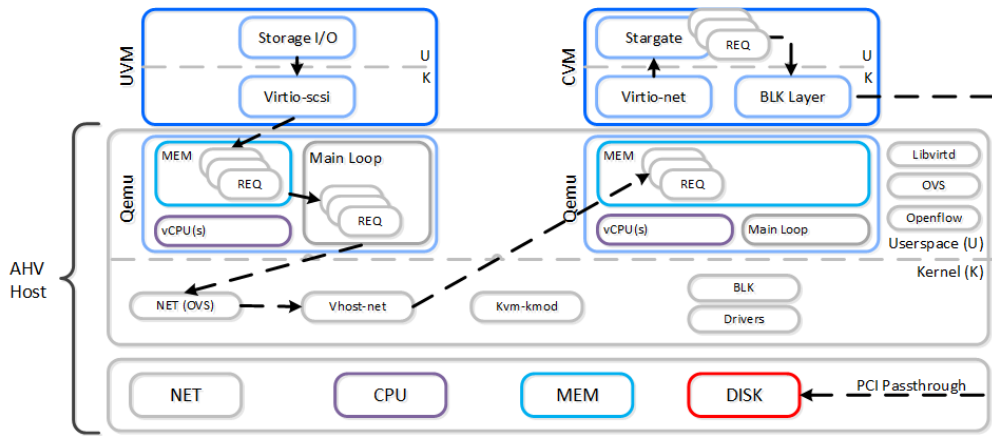 UVM
Storage I/O
U
K
Virtio-scsi
CVM
Stargate
REQ
U
K
Virtio-net
BLK Layer
AHV
Host
Qemu
MEM
REQ
vCPU(s)
Main Loop
REQ
Qemu
MEM
REQ
vCPU(s)
Main Loop
Libvirtd
OVS
Openflow
Userspace (U)
Kernel (K)
NET (OVS)
Vhost-net
Kvm-kmod
BLK
Drivers
NET
CPU
MEM
DISK
PCI Passthrough